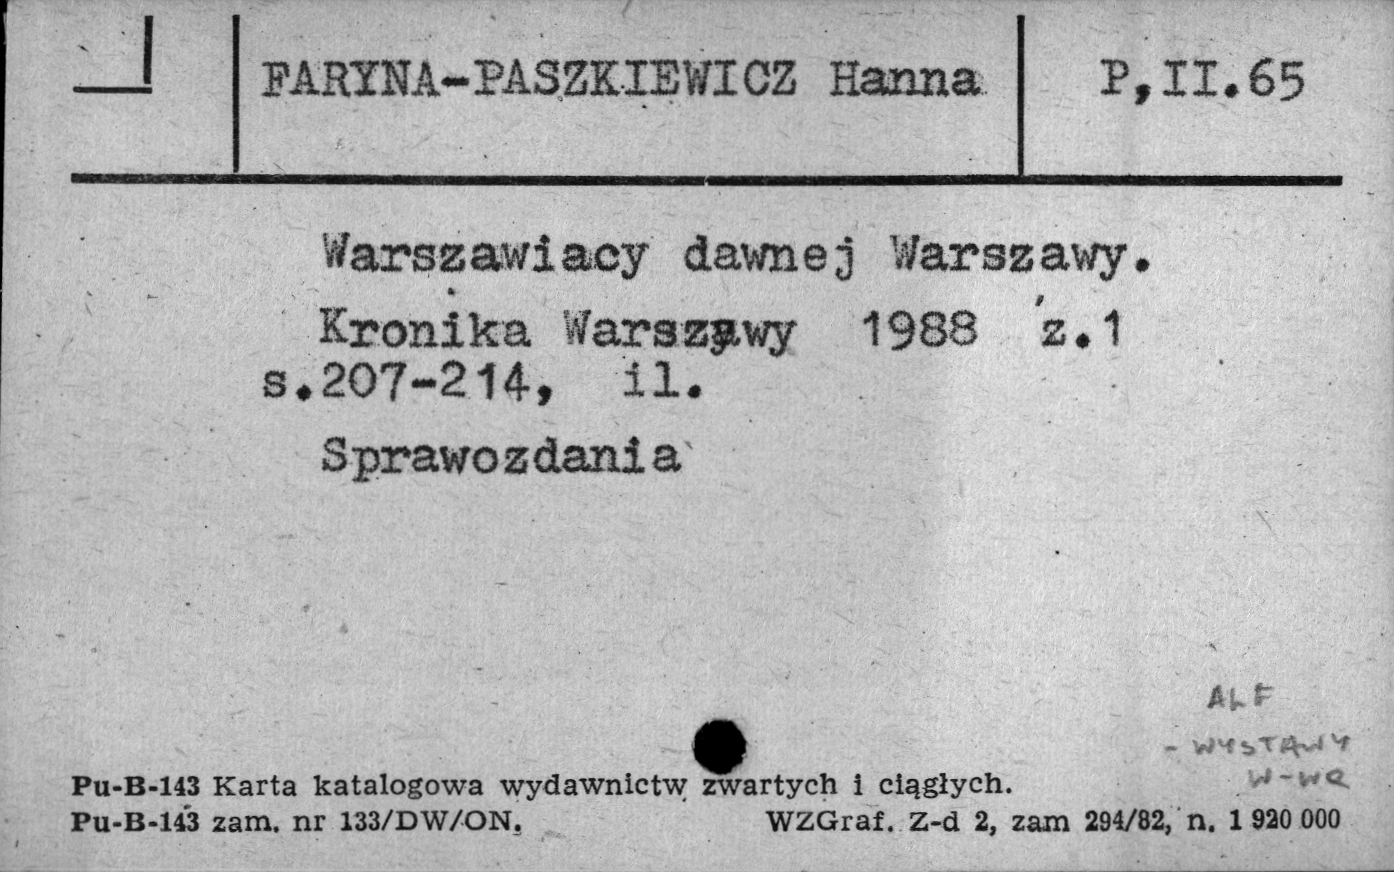 FARYNA-PASZKIEWICZ Hanna
P,II.65
Warszawiacy dawnej Warszawy.
Kronika Warszawy 1988 z.1
s.207-214, il.
Sprawozdania
ALF
- WYSTAWY
W-WA
Pu-B-143 Karta katalogowa wydawnictw zwartych i ciągłych.
Pu-B-143 zam. nr 133/DW/ON.
WZGraf. Z-d 2, zam 294/82, n. 1 920 000